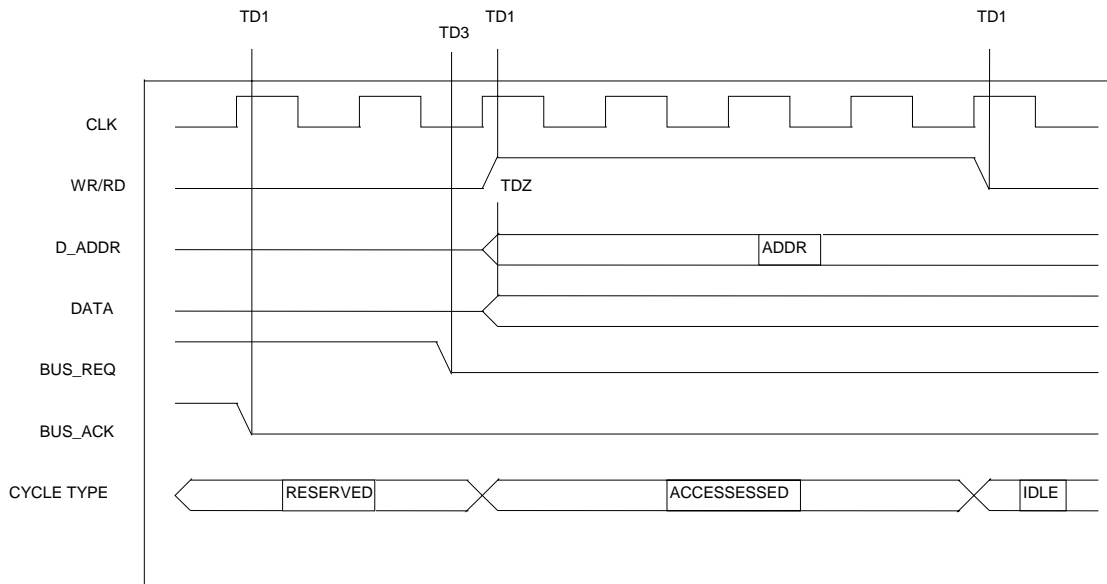 TD1
TD3
TD1
TD1
CLK
WR/RD
TDZ
D_ADDR
ADDR
DATA
BUS_REQ
BUS_ACK
CYCLE TYPE
RESERVED
ACCESSESSED
IDLE